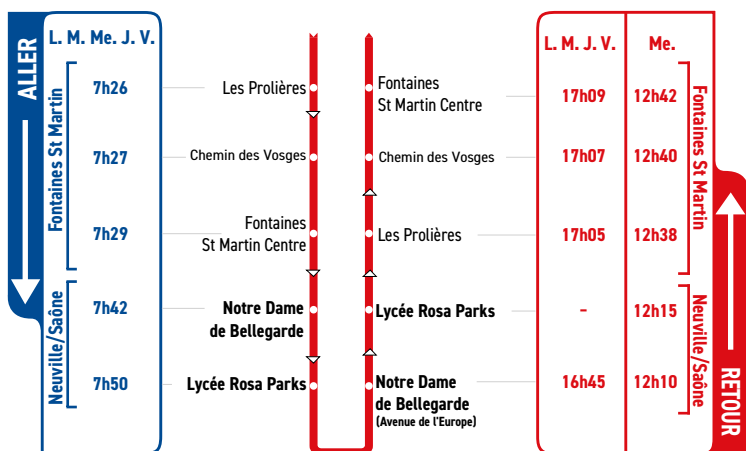 ALLER
L. M. Me. J. V.
Fontaines St Martin
7h26
7h27
7h29
Neuville/Saône
7h42
7h50
Les Prolières
Chemin des Vosges
Fontaines
St Martin Centre
Notre Dame
de Bellegarde
Lycée Rosa Parks
Fontaines
St Martin Centre
Chemin des Vosges
Les Prolières
Lycée Rosa Parks
Notre Dame
de Bellegarde
(Avenue de l'Europe)
L. M. J. V.
17h09
17h07
17h05
-
16h45
Me.
12h42
12h40
12h38
12h15
12h10
Fontaines St Martin
Neuville/Saône
RETOUR